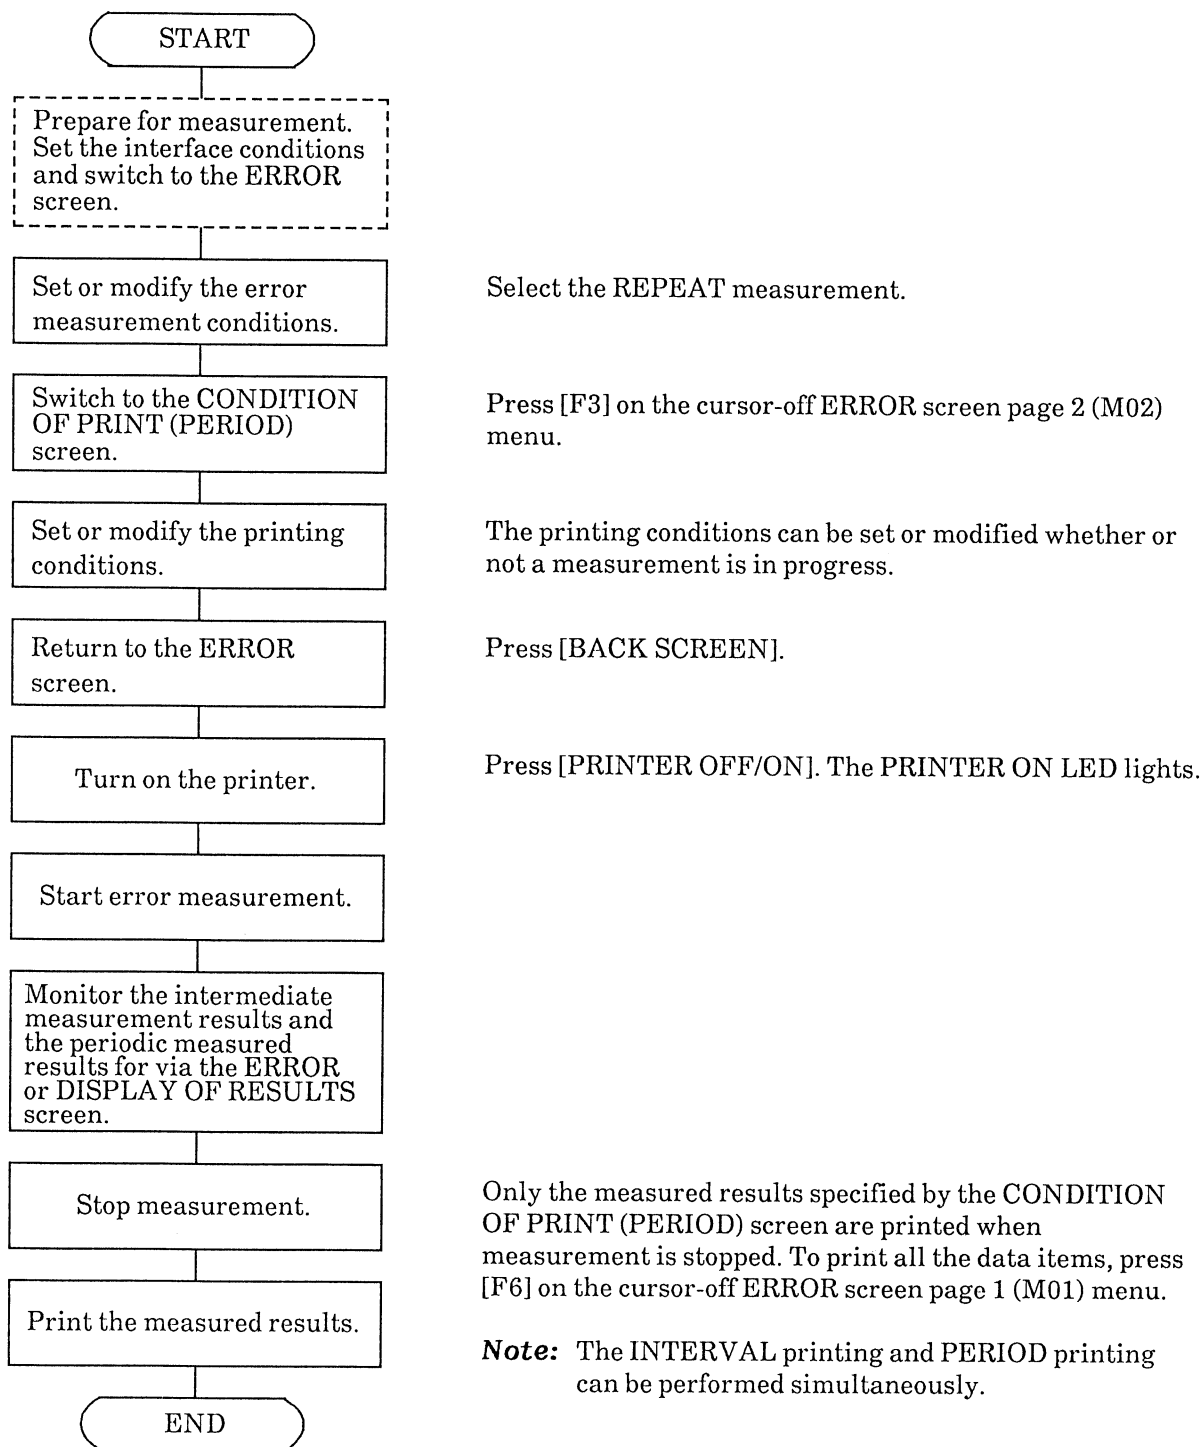 START
Prepare for measurement.
Set the interface conditions
and switch to the ERROR
screen.
Set or modify the error
measurement conditions.
Select the REPEAT measurement.
Switch to the CONDITION
OF PRINT (PERIOD)
screen.
Press [F3] on the cursor-off ERROR screen page 2 (M02)
menu.
Set or modify the printing
conditions.
The printing conditions can be set or modified whether or
not a measurement is in progress.
Return to the ERROR
screen.
Press [BACK SCREEN].
Turn on the printer.
Press [PRINTER OFF/ON]. The PRINTER ON LED lights.
Start error measurement.
Monitor the intermediate
measurement results and
the periodic measured
results for via the ERROR
or DISPLAY OF RESULTS
screen.
Stop measurement.
Only the measured results specified by the CONDITION
OF PRINT (PERIOD) screen are printed when
measurement is stopped. To print all the data items, press
[F6] on the cursor-off ERROR screen page 1 (M01) menu.
Print the measured results.
Note: The INTERVAL printing and PERIOD printing
can be performed simultaneously.
END